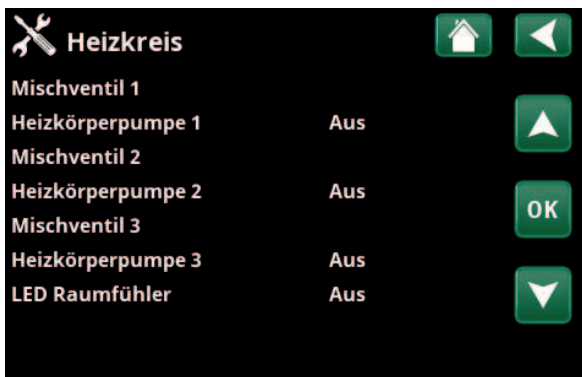 Heizkreis
Mischventil 1
Heizkörperpumpe 1 Aus
Mischventil 2
Heizkörperpumpe 2 Aus
Mischventil 3
Heizkörperpumpe 3 Aus
LED Raumfühler Aus
OK